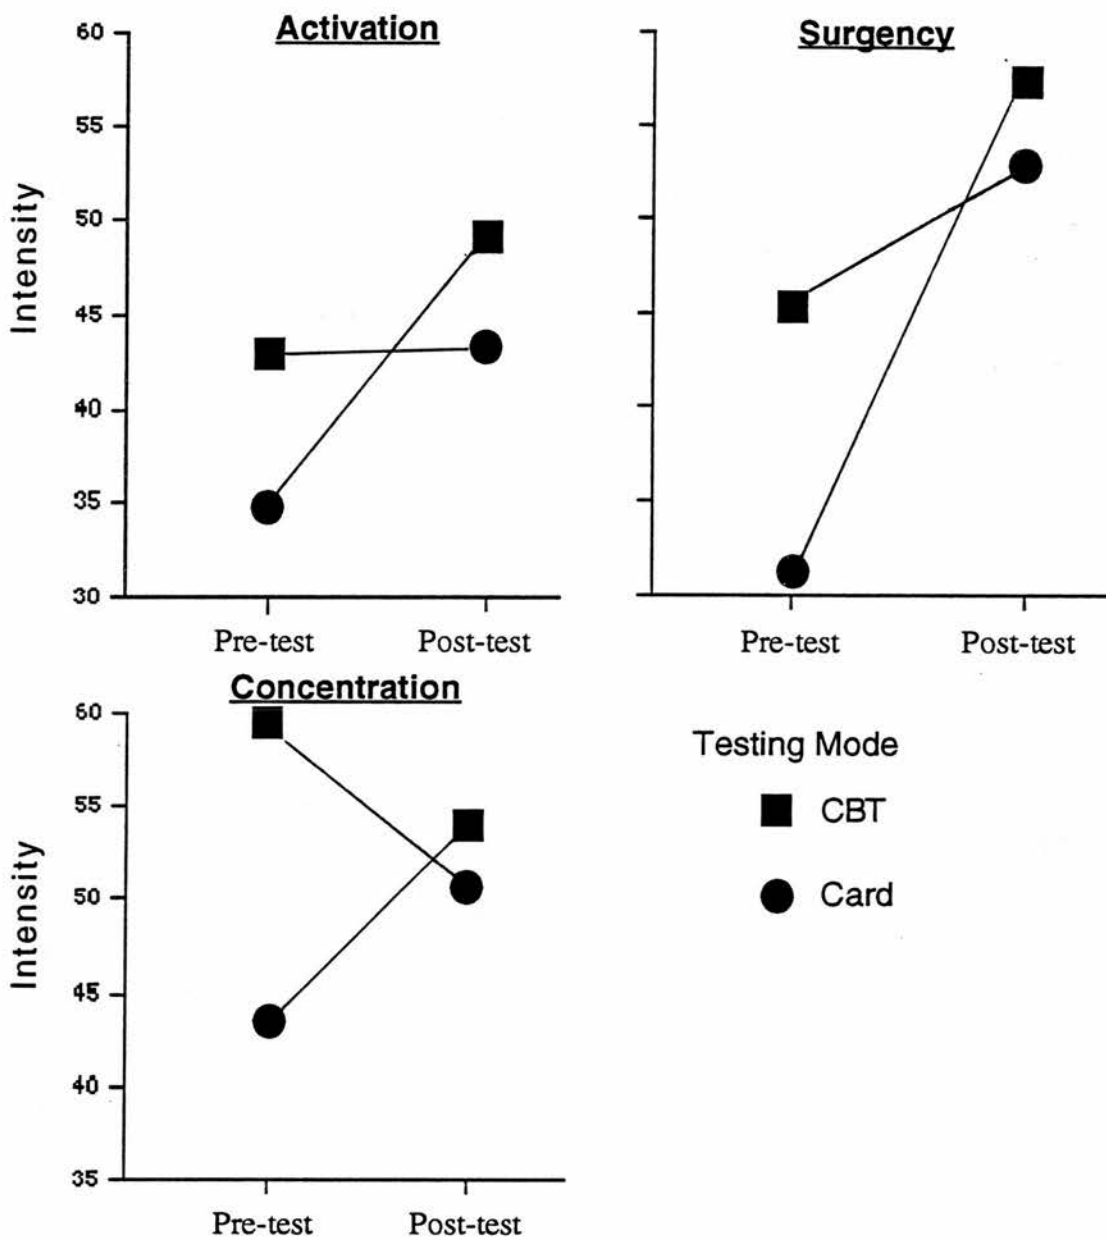 Activation
Intensity
60
55
50
45
40
35
30
Pre-test Post-test
Surgency
Pre-test Post-test
Concentration
Intensity
60
55
50
45
40
35
Pre-test Post-test
Testing Mode
CBT
Card